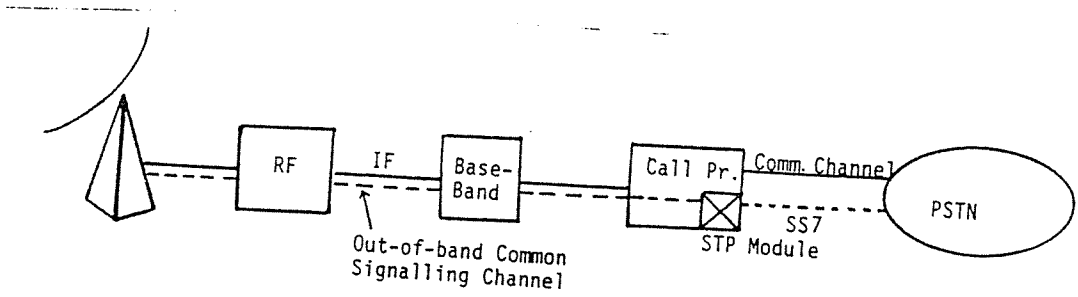 RF
IF
Base-
Band
Call Pr.
Comm. Channel
PSTN
SS7
STP Module
Out-of-band Common
Signalling Channel